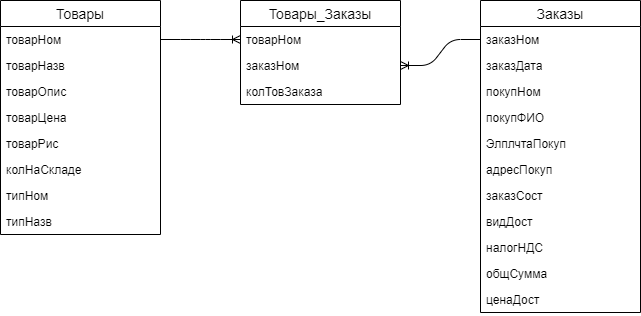 Товары
товарНом
товарНазв
товарОпис
товарЦена
товарРис
колНаСкладе
типНом
типНазв
Товары_Заказы
товарНом
заказНом
колТовЗаказа
Заказы
заказНом
заказДата
покупНом
покупФИО
ЭлплчтаПокуп
адресПокуп
заказСост
видДост
налогНДС
общСумма
ценаДост